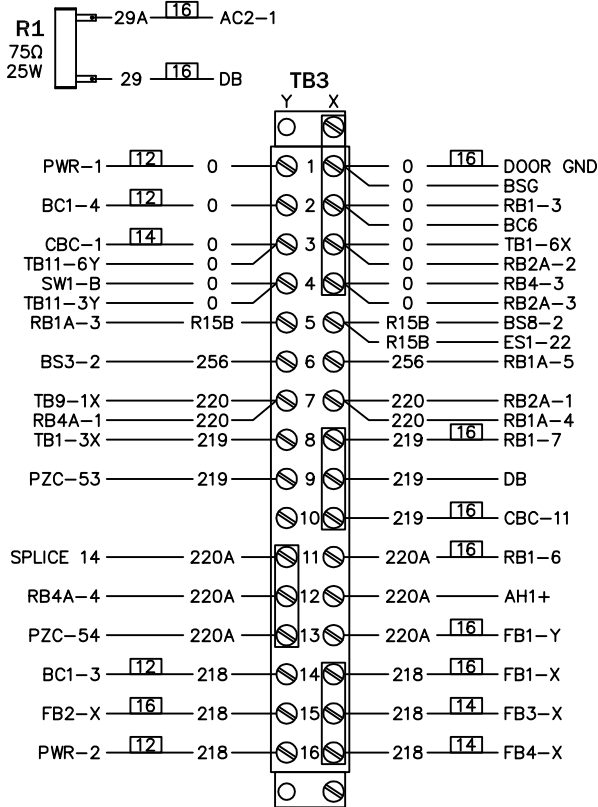 R1
75Ω
25W
29A 16 AC2-1
29 16 DB
TB3
Y X
PWR-1 12 0 1 0 16 DOOR GND
0 BSG
BC1-4 12 0 2 0 RB1-3
0 BC6
CBC-1 14 0 3 0 TB1-6X
TB11-6Y 0 0 RB2A-2
SW1-B 0 4 0 RB4-3
TB11-3Y 0 0 RB2A-3
RB1A-3 R15B 5 R15B BS8-2
R15B ES1-22
BS3-2 256 6 256 RB1A-5
TB9-1X 220 7 220 RB2A-1
RB4A-1 220 220 RB1A-4
TB1-3X 219 8 219 16 RB1-7
PZC-53 219 9 219 DB
10 219 16 CBC-11
SPLICE 14 220A 11 220A 16 RB1-6
RB4A-4 220A 12 220A AH1+
PZC-54 220A 13 220A 16 FB1-Y
BC1-3 12 218 14 218 16 FB1-X
FB2-X 16 218 15 218 14 FB3-X
PWR-2 12 218 16 218 14 FB4-X